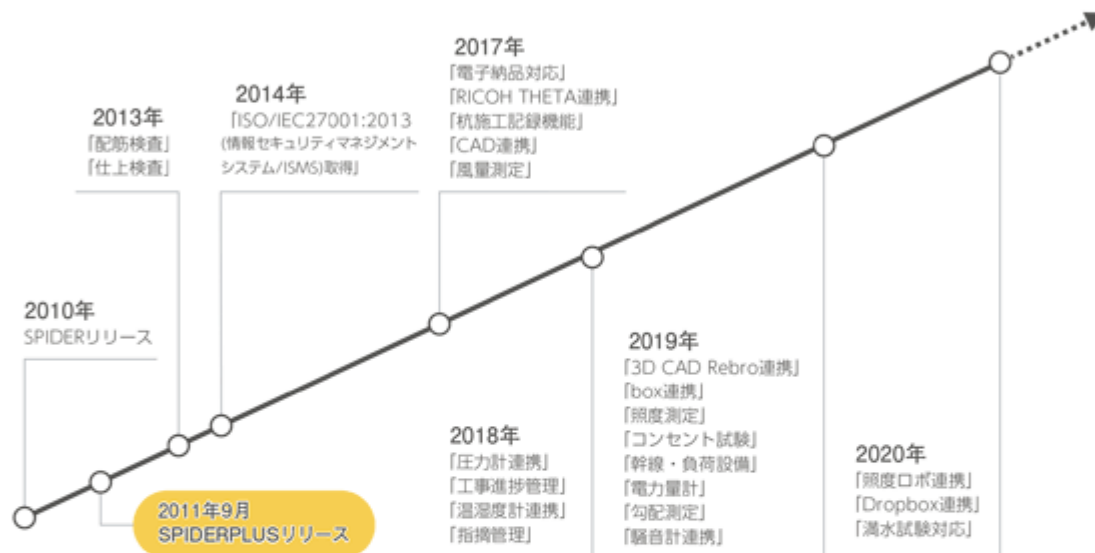 2010年
SPIDERリリース
2011年9月
SPIDERPLUSリリース
2013年
「配筋検査」
「仕上検査」
2014年
「ISO/IEC27001:2013
(情報セキュリティマネジメント
システム/ISMS)取得」
2017年
「電子納品対応」
「RICOH THETA連携」
「杭施工記録機能」
「CAD連携」
「風量測定」
2018年
「圧力計連携」
「工事進捗管理」
「温湿度計連携」
「指摘管理」
2019年
「3D CAD Rebro連携」
「box連携」
「照度測定」
「コンセント試験」
「幹線・負荷設備」
「電力量計」
「勾配測定」
「騒音計連携」
2020年
「照度ロボ連携」
「Dropbox連携」
「満水試験対応」